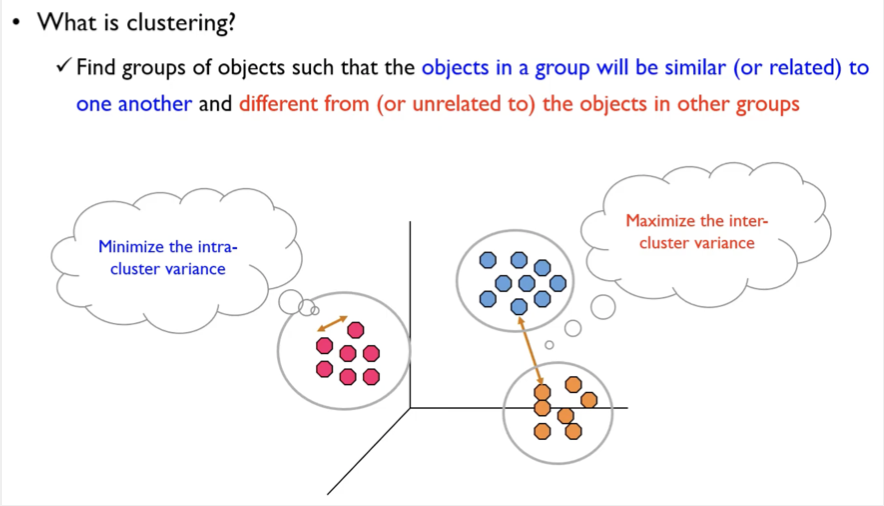 • What is clustering?
✓ Find groups of objects such that the objects in a group will be similar (or related) to
one another and different from (or unrelated to) the objects in other groups
Minimize the intra-
cluster variance
Maximize the inter-
cluster variance